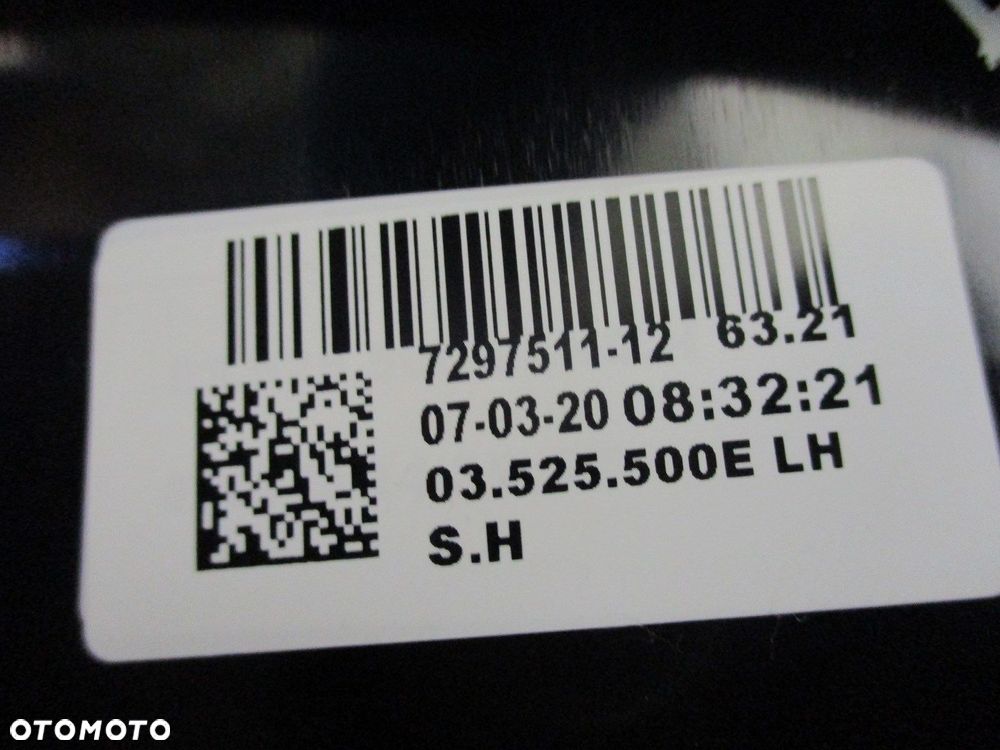 7297511-12 63.21
07-03-20 08:32:21
03.525.500E LH
S.H
OTOMOTO